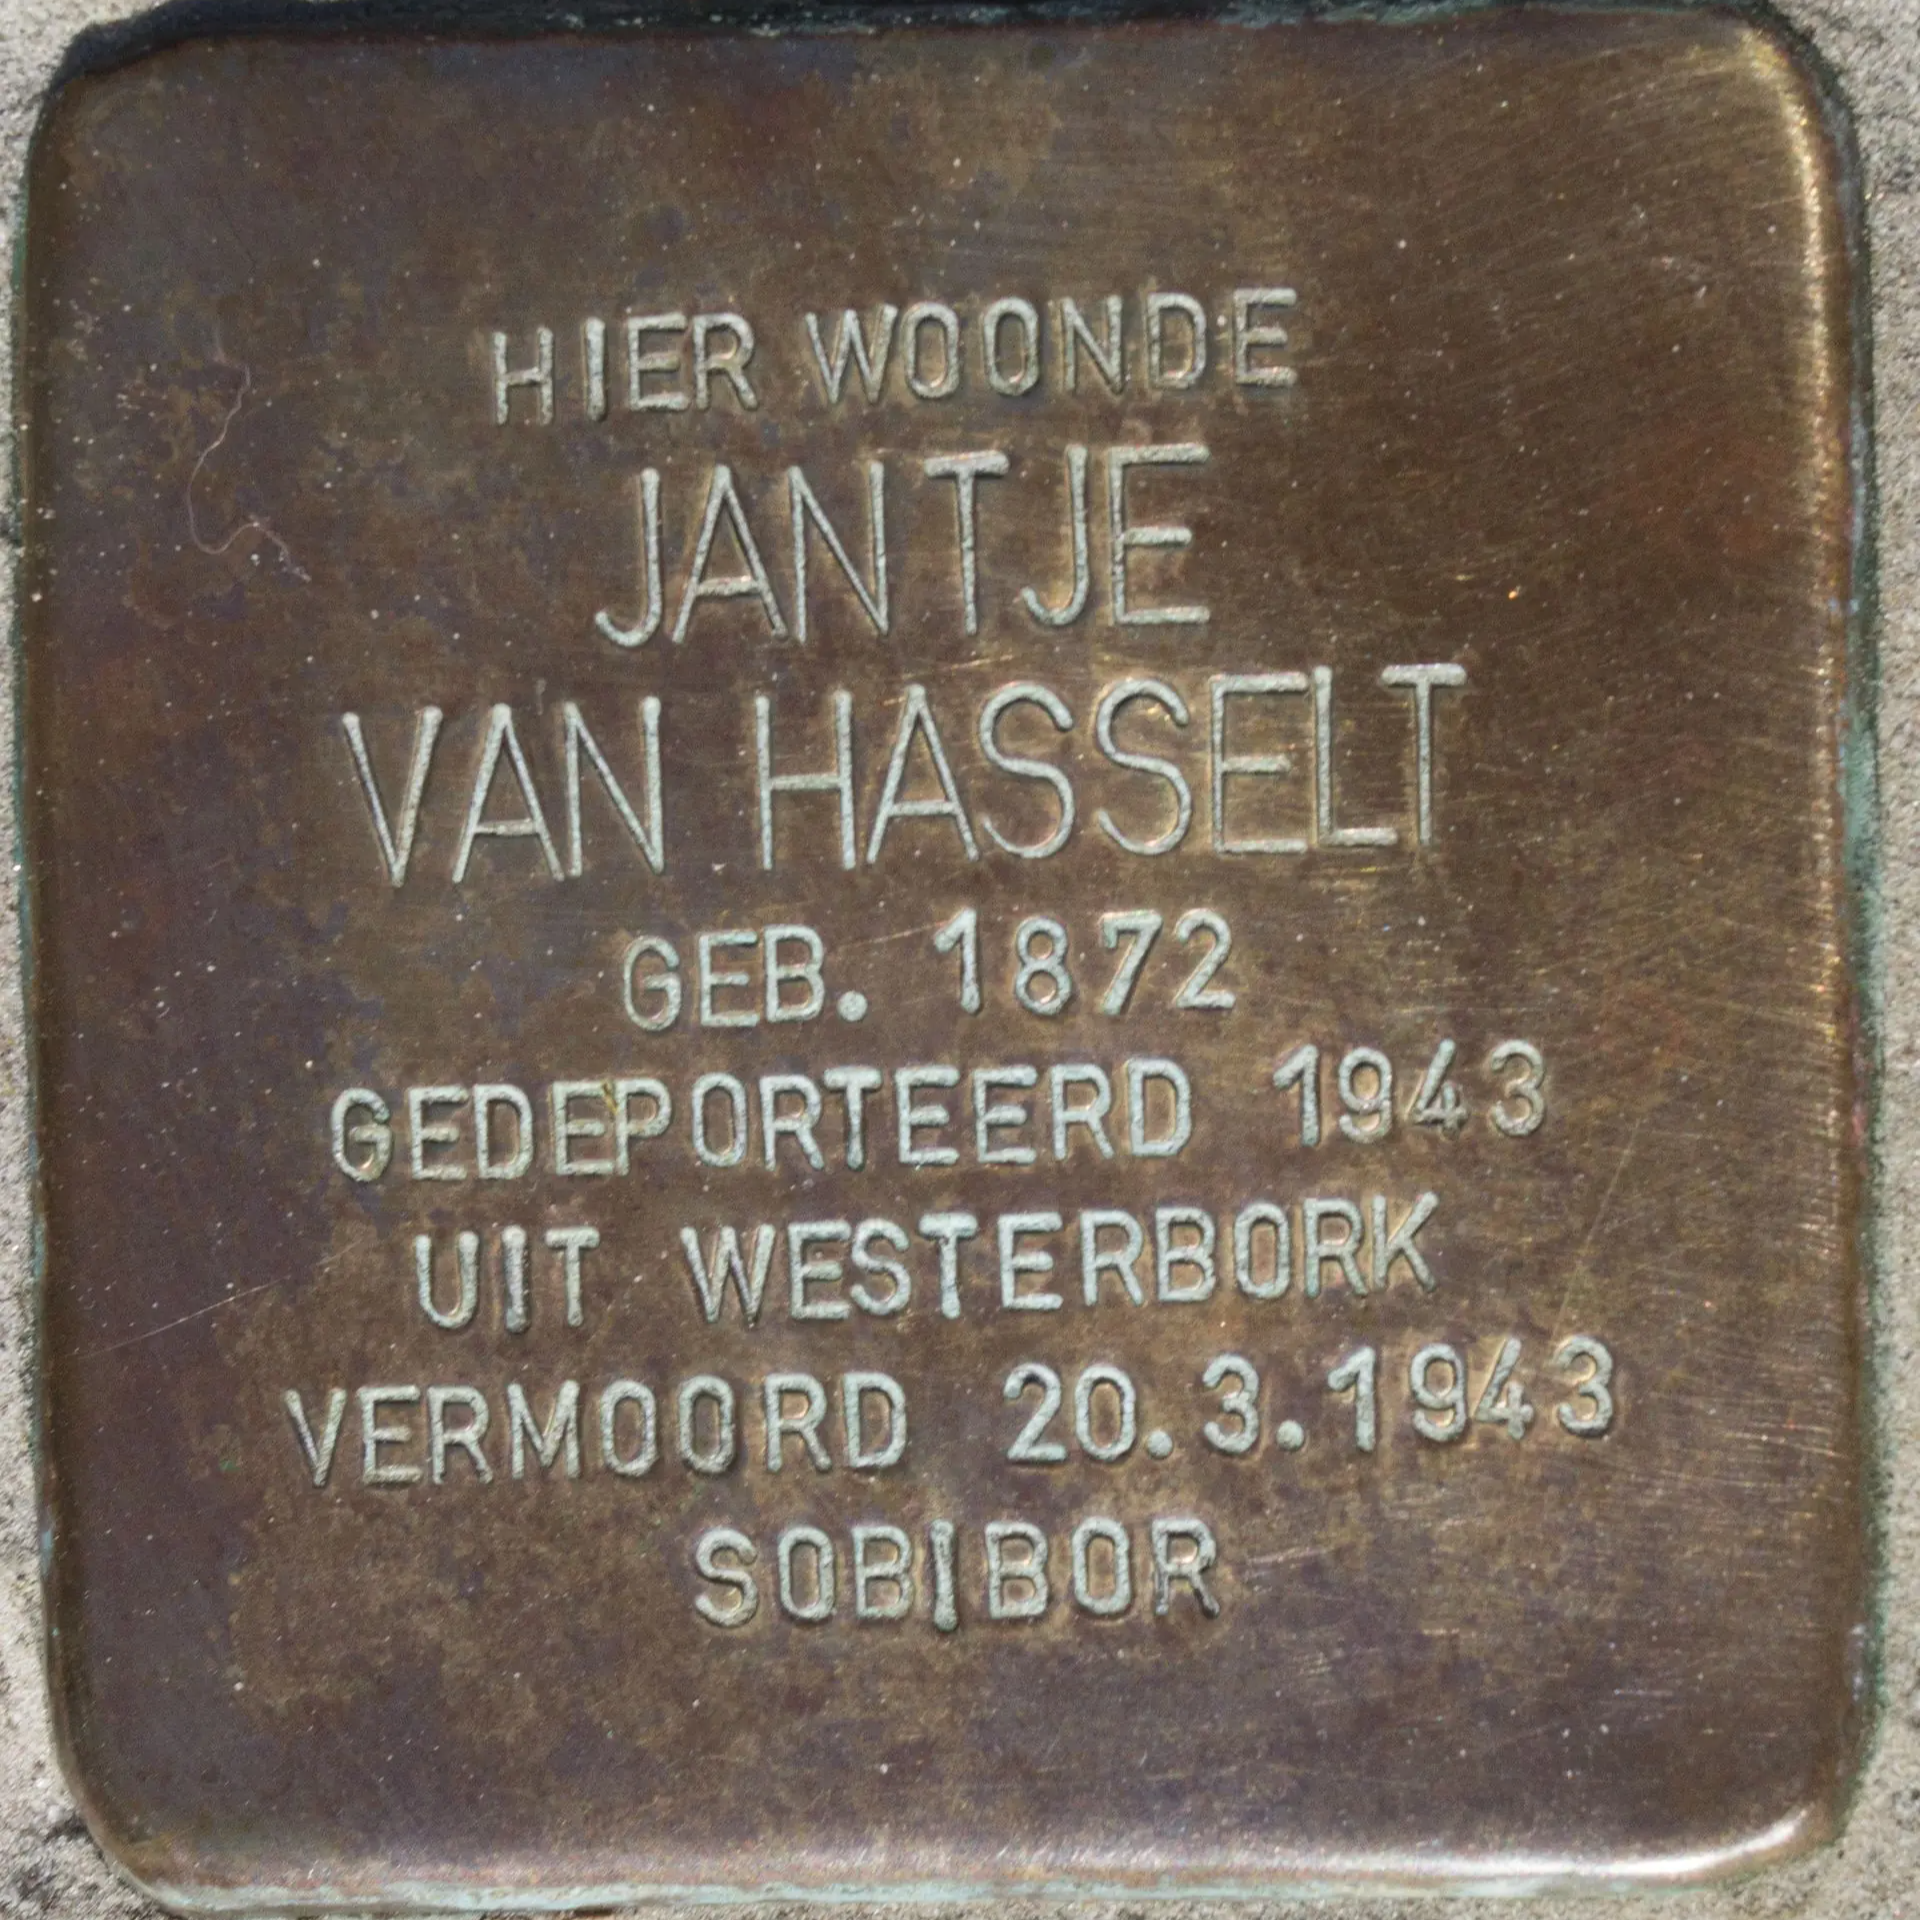 HIER WOONDE
JANTJE
VAN HASSELT
GEB. 1872
GEDEPORTEERD 1943
UIT WESTERBORK
VERMOORD 20.3.1943
SOBIBOR